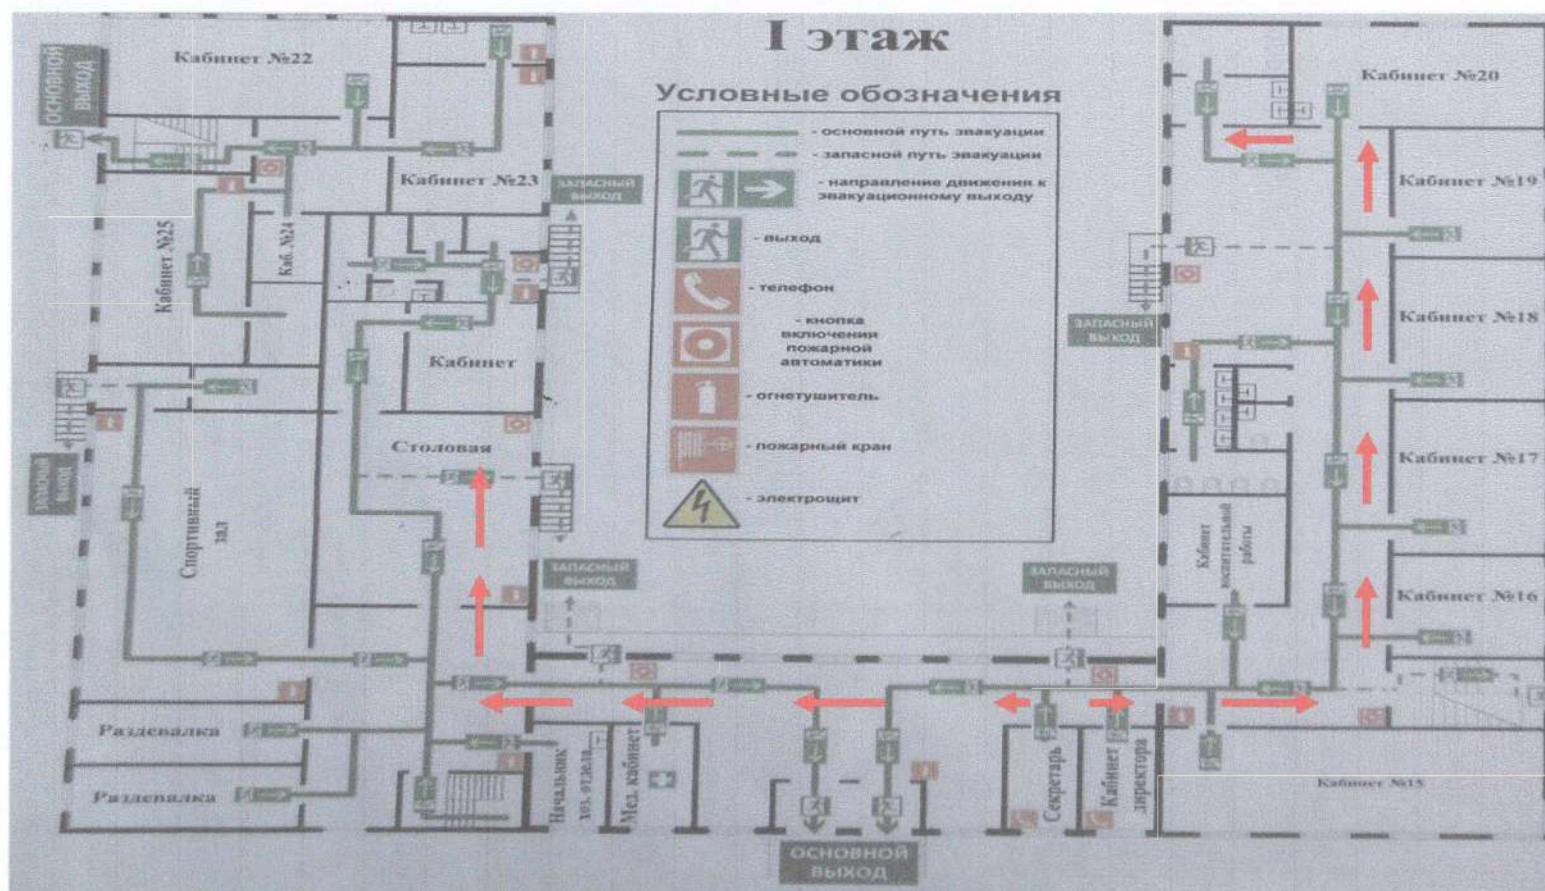 I этаж
Условные обозначения
- основной путь эвакуации
- запасной путь эвакуации
- направление движения к
эвакуационному выходу
- выход
- телефон
- кнопка
включения
пожарной
автоматики
- огнетушитель
- пожарный кран
- электрощит
ОСНОВНОЙ
ВЫХОД
Кабинет №22
Кабинет №23
Кабинет №25
Каб. №24
ЗАПАСНЫЙ
ВЫХОД
Кабинет
Столовая
ЗАПАСНЫЙ
ВЫХОД
Спортивный
зал
Раздевалка
Раздевалка
ЗАПАСНЫЙ
ВЫХОД
Начальник
хоз. отдела
Мед. кабинет
ОСНОВНОЙ
ВЫХОД
ЗАПАСНЫЙ
ВЫХОД
Секретарь
Кабинет
директора
Кабинет №20
Кабинет №19
Кабинет №18
Кабинет №17
Кабинет №16
Кабинет №15
ЗАПАСНЫЙ
ВЫХОД
Кабинет
воспитательной
работы